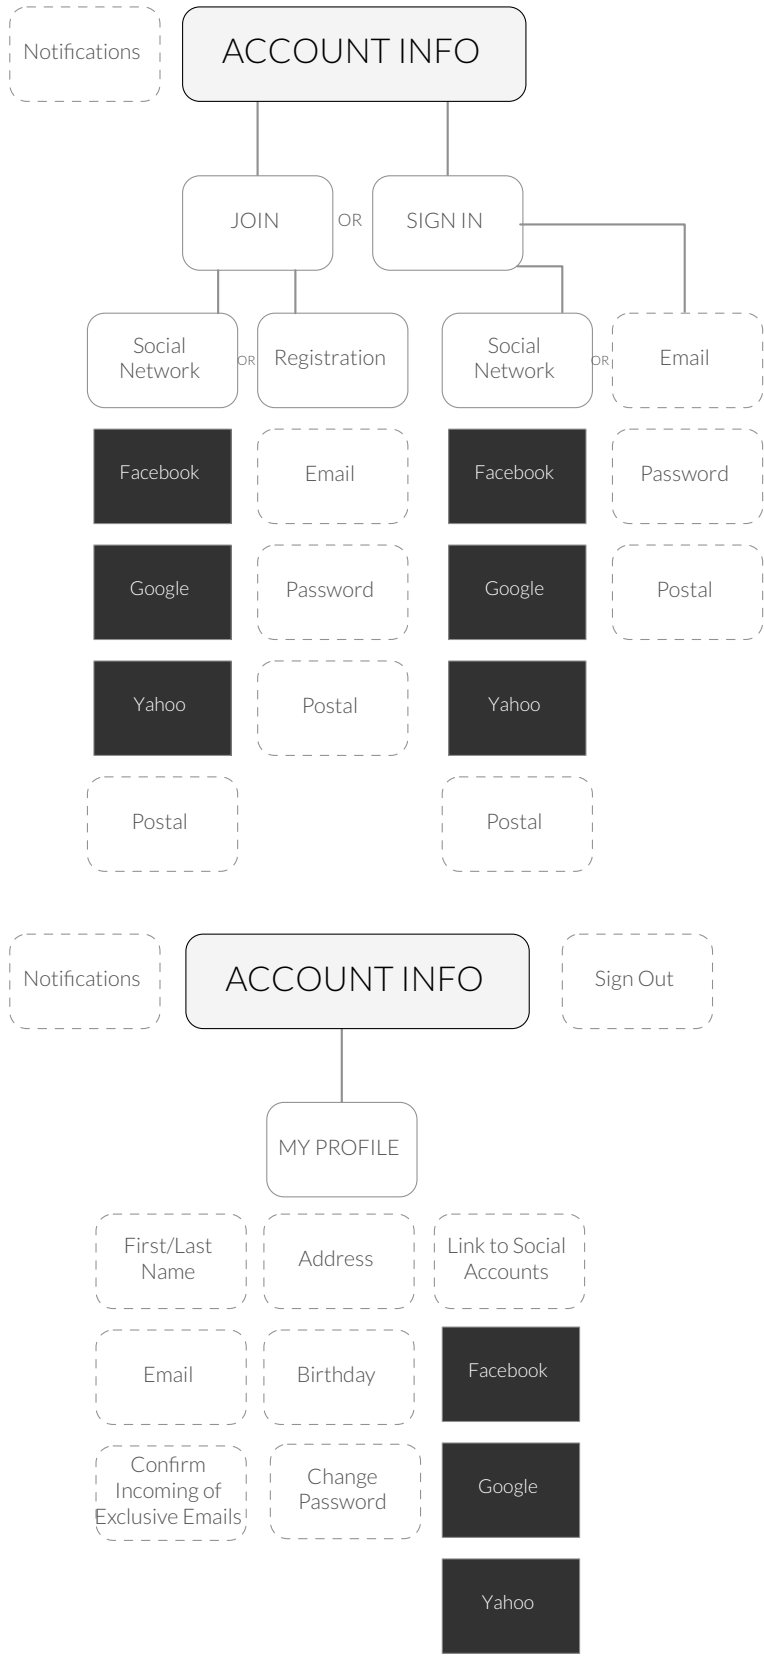 Notifications
ACCOUNT INFO
JOIN
OR
SIGN IN
Social
Network
OR
Registration
Social
Network
OR
Email
Facebook
Email
Facebook
Password
Google
Password
Google
Postal
Yahoo
Postal
Yahoo
Postal
Postal
Notifications
ACCOUNT INFO
Sign Out
MY PROFILE
First/Last
Name
Address
Link to Social
Accounts
Email
Birthday
Facebook
Confirm
Incoming of
Exclusive Emails
Change
Password
Google
Yahoo